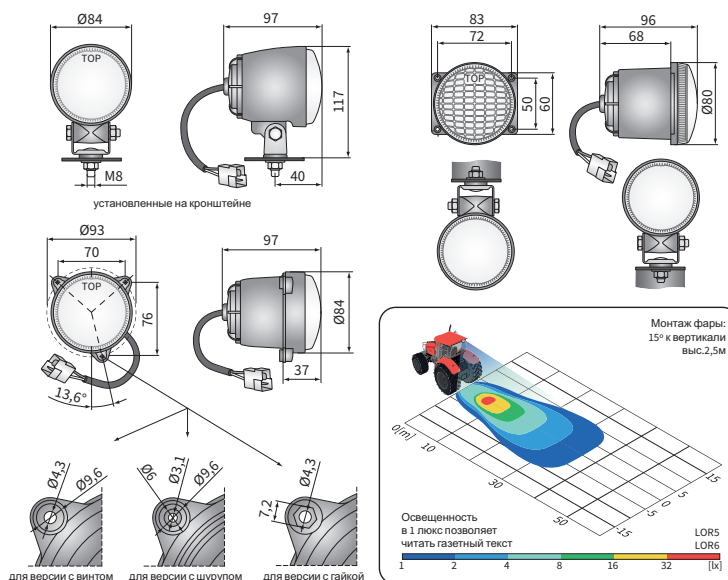 Ø84
97
TOP
117
M8
40
установленные на кронштейне
83
72
96
68
TOP
50
60
Ø80
Ø93
70
97
TOP
76
Ø84
13,6°
37
Ø4,3
Ø9,6
Ø6
Ø3,1
Ø9,6
Ø4,3
7,2
для версии с винтом
для версии с шурупом
для версии с гайкой
Монтаж фары:
15º к вертикали
выс.2,5м
0[m]
10
30
50
-15
-5
0
5
15
Освещенность
в 1 люкс позволяет
читать газетный текст
LOR5
LOR6
1 2 4 8 16 32 [lx]